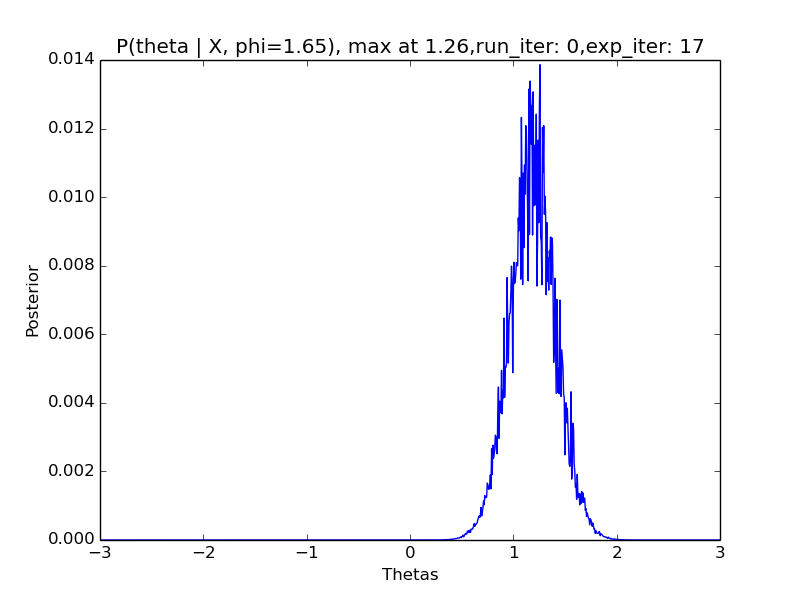 P(theta | X, phi=1.65), max at 1.26,run_iter: 0,exp_iter: 17
0.014
0.012
0.010
0.008
0.006
0.004
0.002
0.000
Posterior
−3 −2 −1 0 1 2 3
Thetas